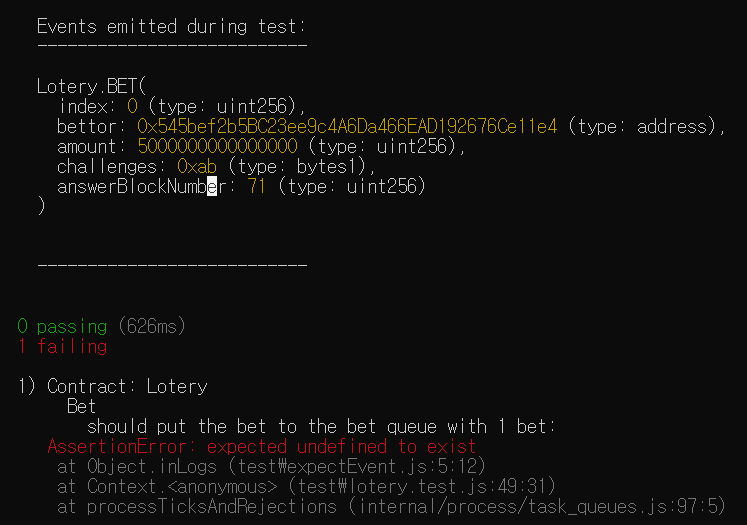 Events emitted during test:
---------------------------
Lotery.BET(
index: 0 (type: uint256),
bettor: 0x545bef2b5BC23ee9c4A6Da466EAD192676Ce11e4 (type: address),
amount: 5000000000000000 (type: uint256),
challenges: 0xab (type: bytes1),
answerBlockNumber: 71 (type: uint256)
)
---------------------------
0 passing (626ms)
1 failing
1) Contract: Lotery
Bet
should put the bet to the bet queue with 1 bet:
AssertionError: expected undefined to exist
at Object.inLogs (test₩expectEvent.js:5:12)
at Context.<anonymous> (test₩lotery.test.js:49:31)
at processTicksAndRejections (internal/process/task_queues.js:97:5)